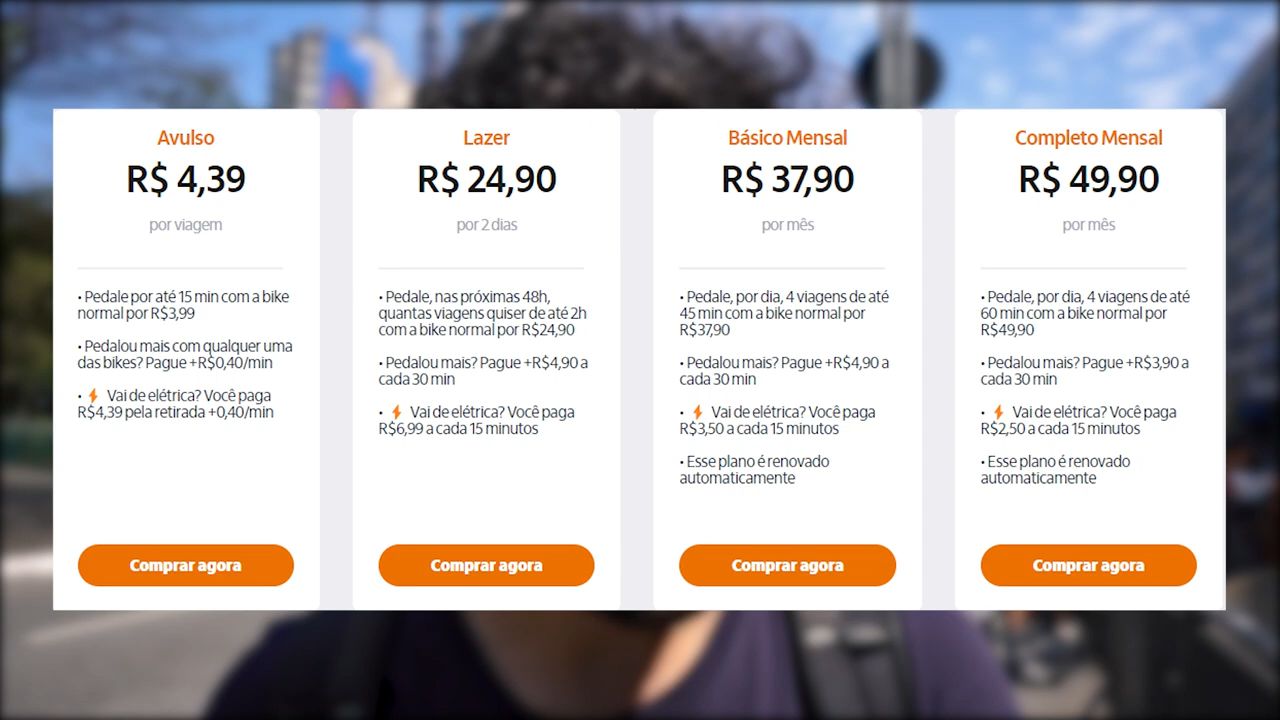 Avulso
R$ 4,39
por viagem
• Pedale por até 15 min com a bike
normal por R$3,99
• Pedalou mais com qualquer uma
das bikes? Pague +R$0,40/min
• Vai de elétrica? Você paga
R$4,39 pela retirada +0,40/min
Comprar agora
Lazer
R$ 24,90
por 2 dias
• Pedale, nas próximas 48h,
quantas viagens quiser de até 2h
com a bike normal por R$24,90
• Pedalou mais? Pague +R$4,90 a
cada 30 min
• Vai de elétrica? Você paga
R$6,99 a cada 15 minutos
Comprar agora
Básico Mensal
R$ 37,90
por mês
• Pedale, por dia, 4 viagens de até
45 min com a bike normal por
R$37,90
• Pedalou mais? Pague +R$4,90 a
cada 30 min
• Vai de elétrica? Você paga
R$3,50 a cada 15 minutos
• Esse plano é renovado
automaticamente
Comprar agora
Completo Mensal
R$ 49,90
por mês
• Pedale, por dia, 4 viagens de até
60 min com a bike normal por
R$49,90
• Pedalou mais? Pague +R$3,90 a
cada 30 min
• Vai de elétrica? Você paga
R$2,50 a cada 15 minutos
• Esse plano é renovado
automaticamente
Comprar agora